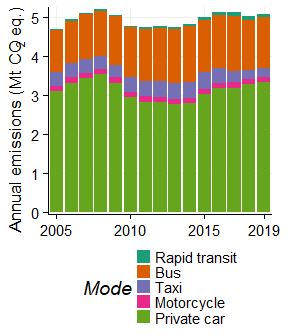 Annual emissions (Mt CO2 eq.)
5
4
3
2
1
0
2005
2010
2015
2019
Mode
Rapid transit
Bus
Taxi
Motorcycle
Private car